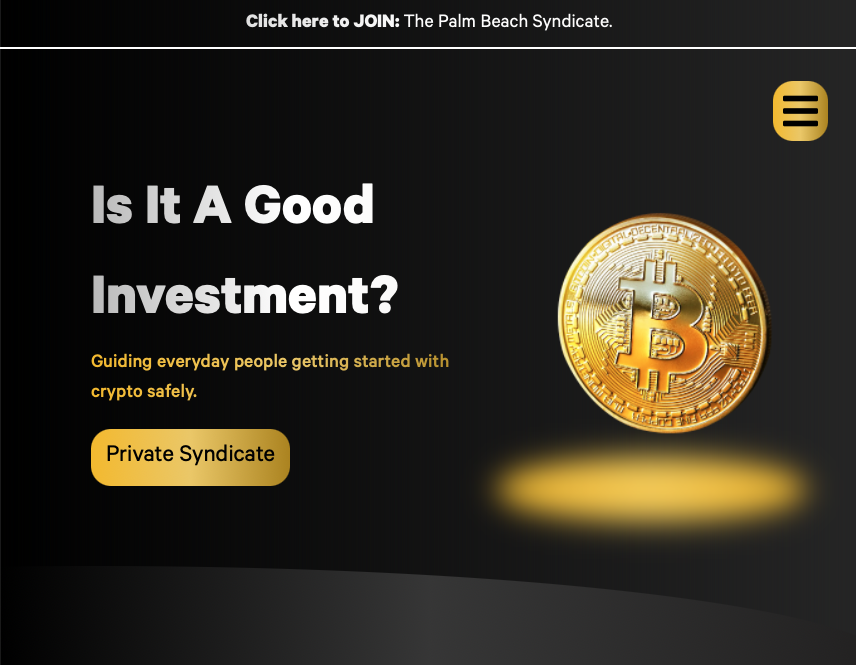 Click here to JOIN: The Palm Beach Syndicate.
Is It A Good
Investment?
Guiding everyday people getting started with
crypto safely.
Private Syndicate